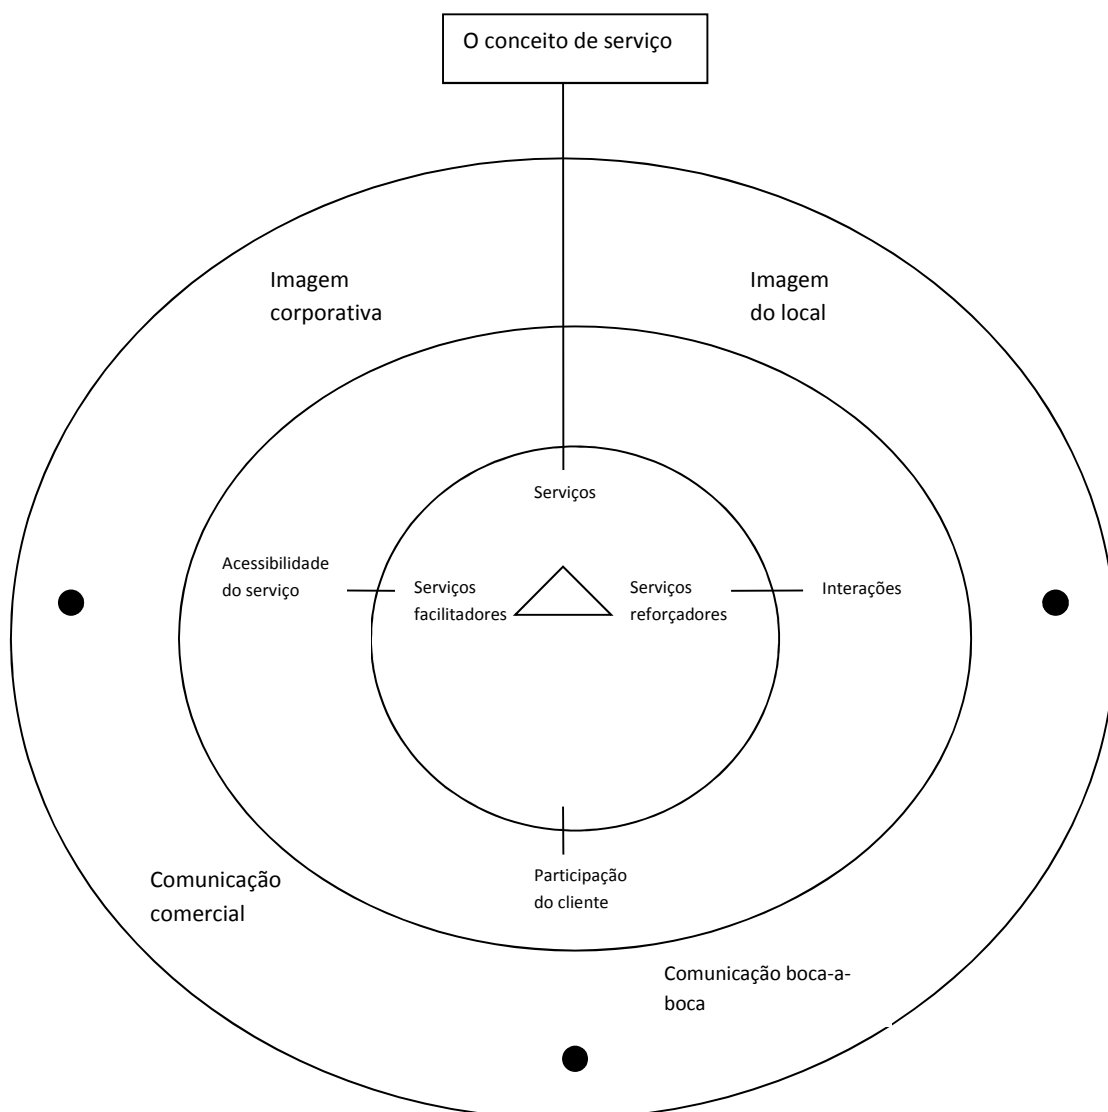 O conceito de serviço
Imagem
corporativa
Imagem
do local
Serviços
Acessibilidade
do serviço
Serviços
facilitadores
Serviços
reforçadores
Interações
Participação
do cliente
Comunicação
comercial
Comunicação boca-a-
boca